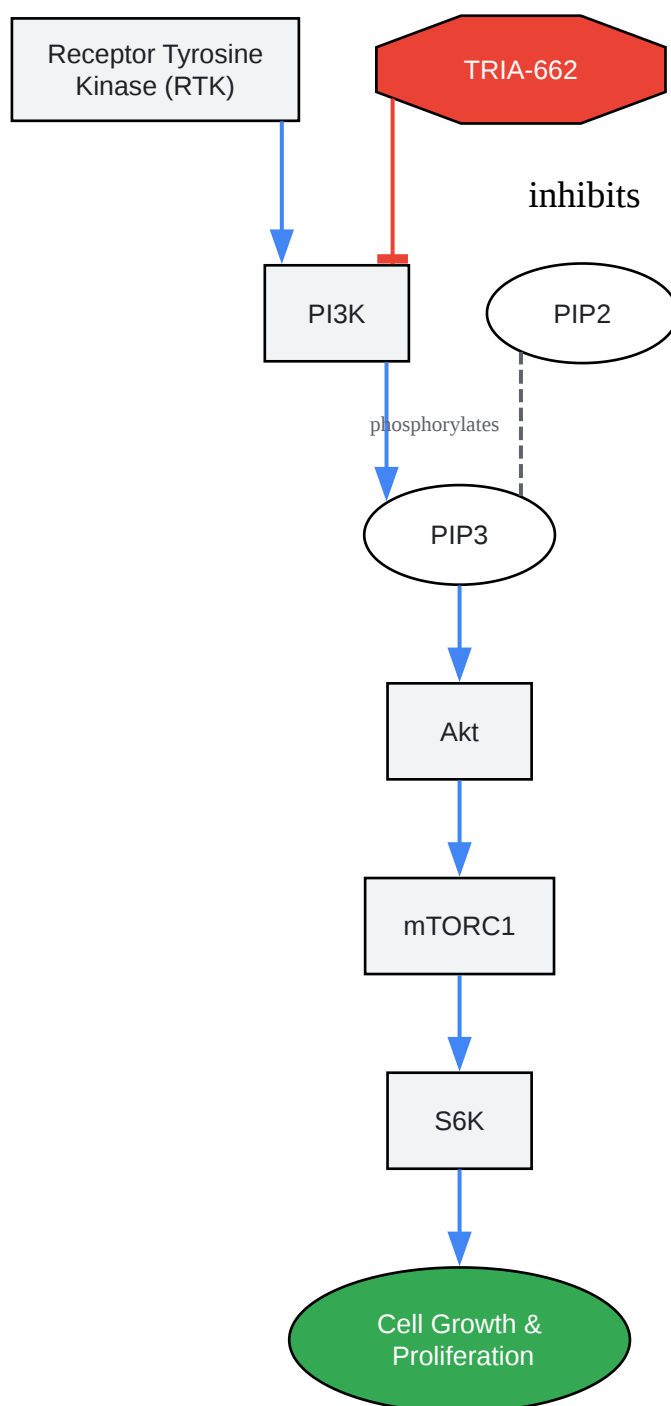 Receptor Tyrosine
Kinase (RTK)
TRIA-662
inhibits
PI3K
PIP2
phosphorylates
PIP3
Akt
mTORC1
S6K
Cell Growth &
Proliferation